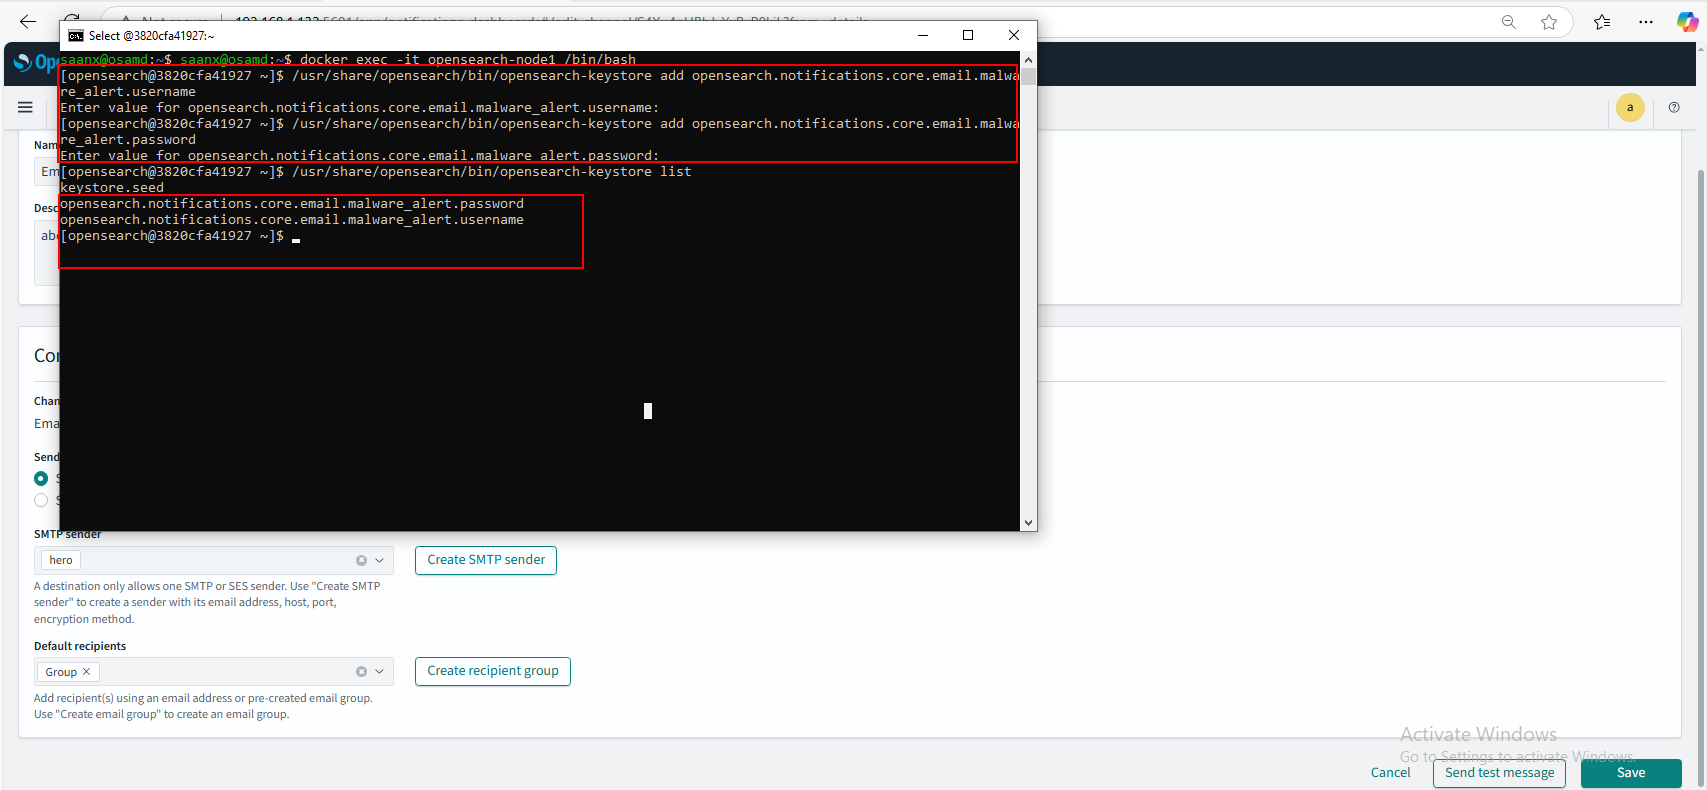 Select @3820cfa41927:~
saanx@osamd:~$ saanx@osamd:~$ docker exec -it opensearch-node1 /bin/bash
[opensearch@3820cfa41927 ~]$ /usr/share/opensearch/bin/opensearch-keystore add opensearch.notifications.core.email.malwa
re_alert.username
Enter value for opensearch.notifications.core.email.malware_alert.username:
[opensearch@3820cfa41927 ~]$ /usr/share/opensearch/bin/opensearch-keystore add opensearch.notifications.core.email.malwa
re_alert.password
Enter value for opensearch.notifications.core.email.malware_alert.password:
[opensearch@3820cfa41927 ~]$ /usr/share/opensearch/bin/opensearch-keystore list
keystore.seed
opensearch.notifications.core.email.malware_alert.password
opensearch.notifications.core.email.malware_alert.username
[opensearch@3820cfa41927 ~]$
Ope
a
Nam
Em
Desc
abc
Con
Chan
Ema
Send
SMTP sender
hero
Create SMTP sender
A destination only allows one SMTP or SES sender. Use "Create SMTP
sender" to create a sender with its email address, host, port,
encryption method.
Default recipients
Group
Create recipient group
Add recipient(s) using an email address or pre-created email group.
Use "Create email group" to create an email group.
Activate Windows
Go to Settings to activate Windows.
Cancel
Send test message
Save